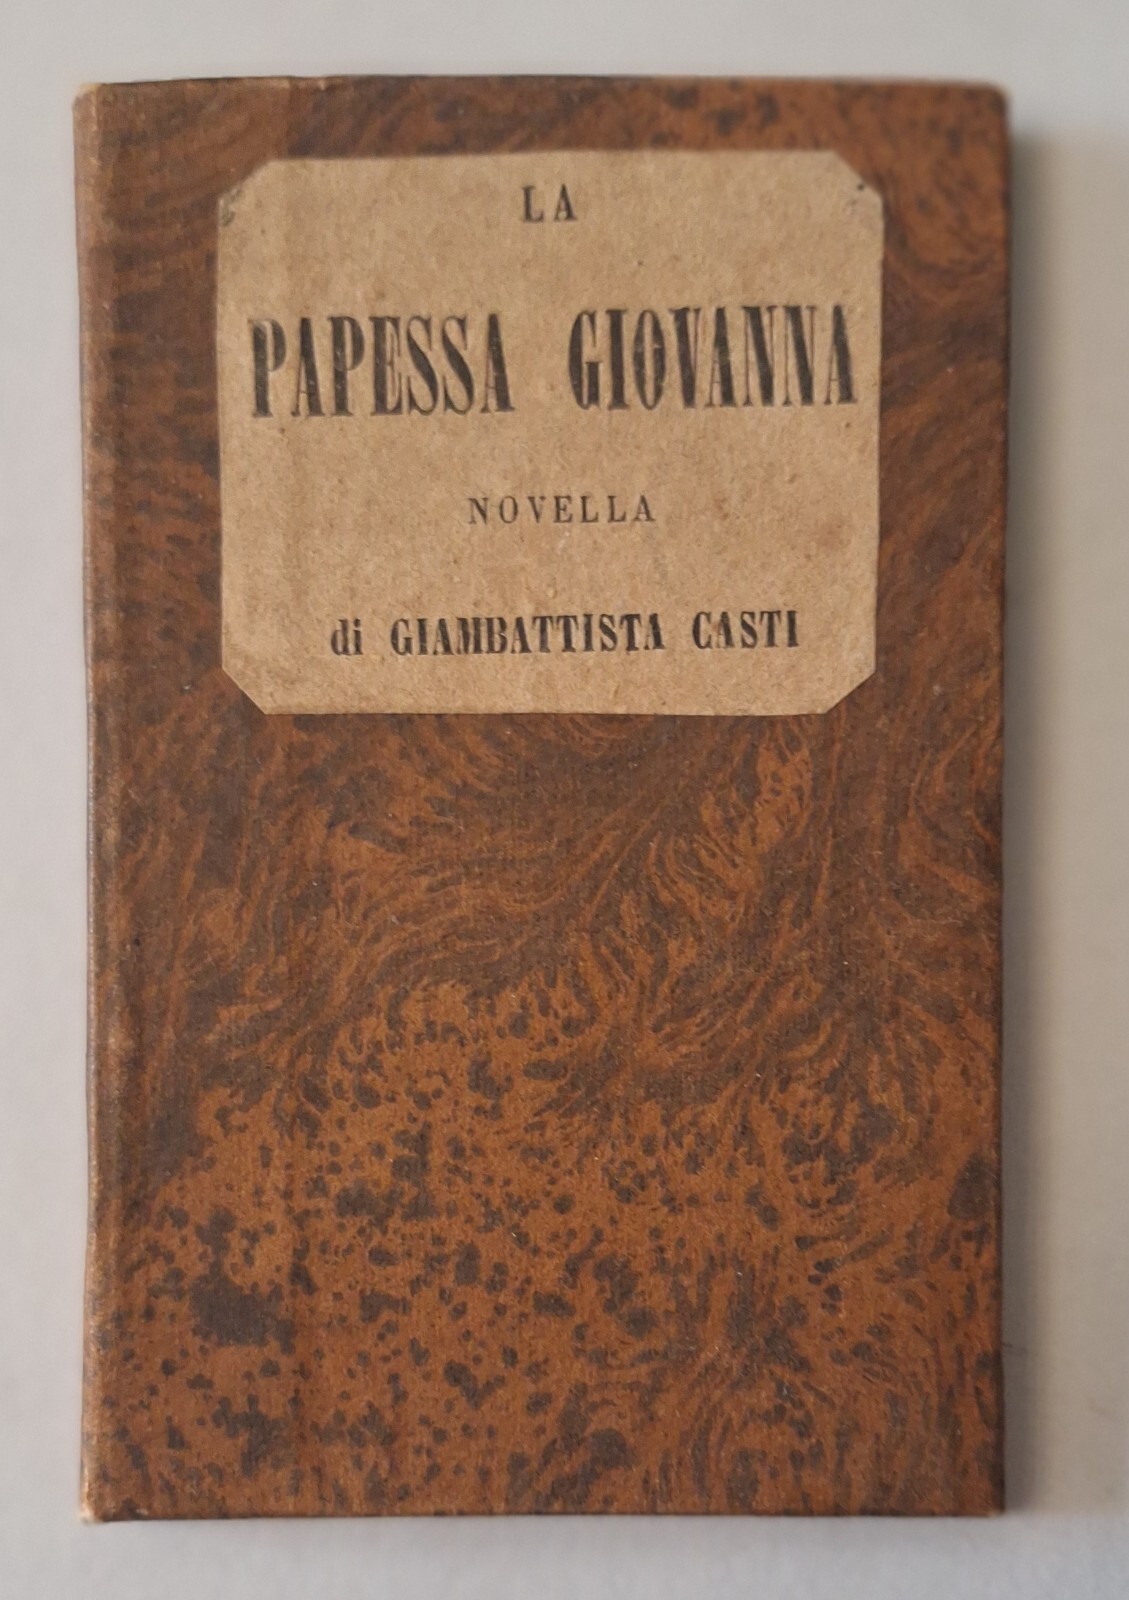 LA
PAPESSA GIOVANNA
NOVELLA
di GIAMBATTISTA CASTI